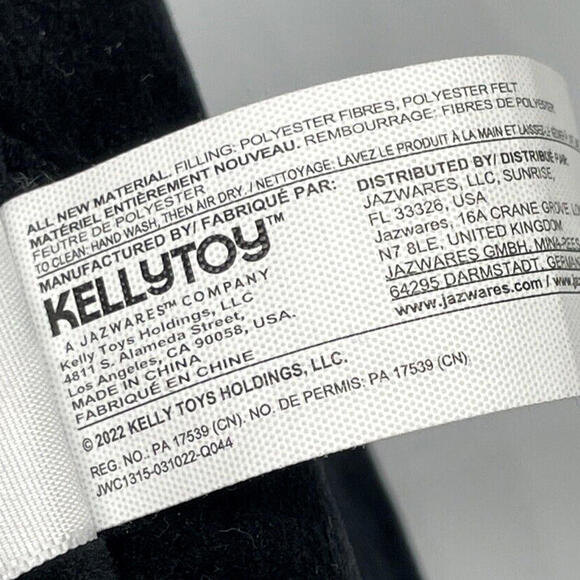 ALL NEW MATERIAL, FILLING: POLYESTER FIBRES, POLYESTER FELT
MATÉRIEL ENTIÈREMENT NOUVEAU. REMBOURRAGE: FIBRES DE POLYESTER
FEUTRE DE POLYESTER
TO CLEAN: HAND WASH, THEN AIR DRY. / NETTOYAGE: LAVEZ LE PRODUIT À LA MAIN ET LAISSEZ-LE
MANUFACTURED BY/ FABRIQUÉ PAR:
KELLYTOY™
A JAZWARES™ COMPANY
Kelly Toys Holdings, LLC
4811 S. Alameda Street,
Los Angeles, CA 90058, USA.
MADE IN CHINA
FABRIQUÉ EN CHINE
DISTRIBUTED BY/ DISTRIBUÉ PAR:
JAZWARES, LLC, SUNRISE,
FL 33326, USA
Jazwares, 16A CRANE GROVE,
N7 8LE, UNITED KINGDOM
JAZWARES GMBH,
64295 DARMSTADT,
www.jazwares.com /
© 2022 KELLY TOYS HOLDINGS, LLC.
REG. NO.: PA 17539 (CN). NO. DE PERMIS: PA 17539 (CN)
JWC1315-031022-Q044